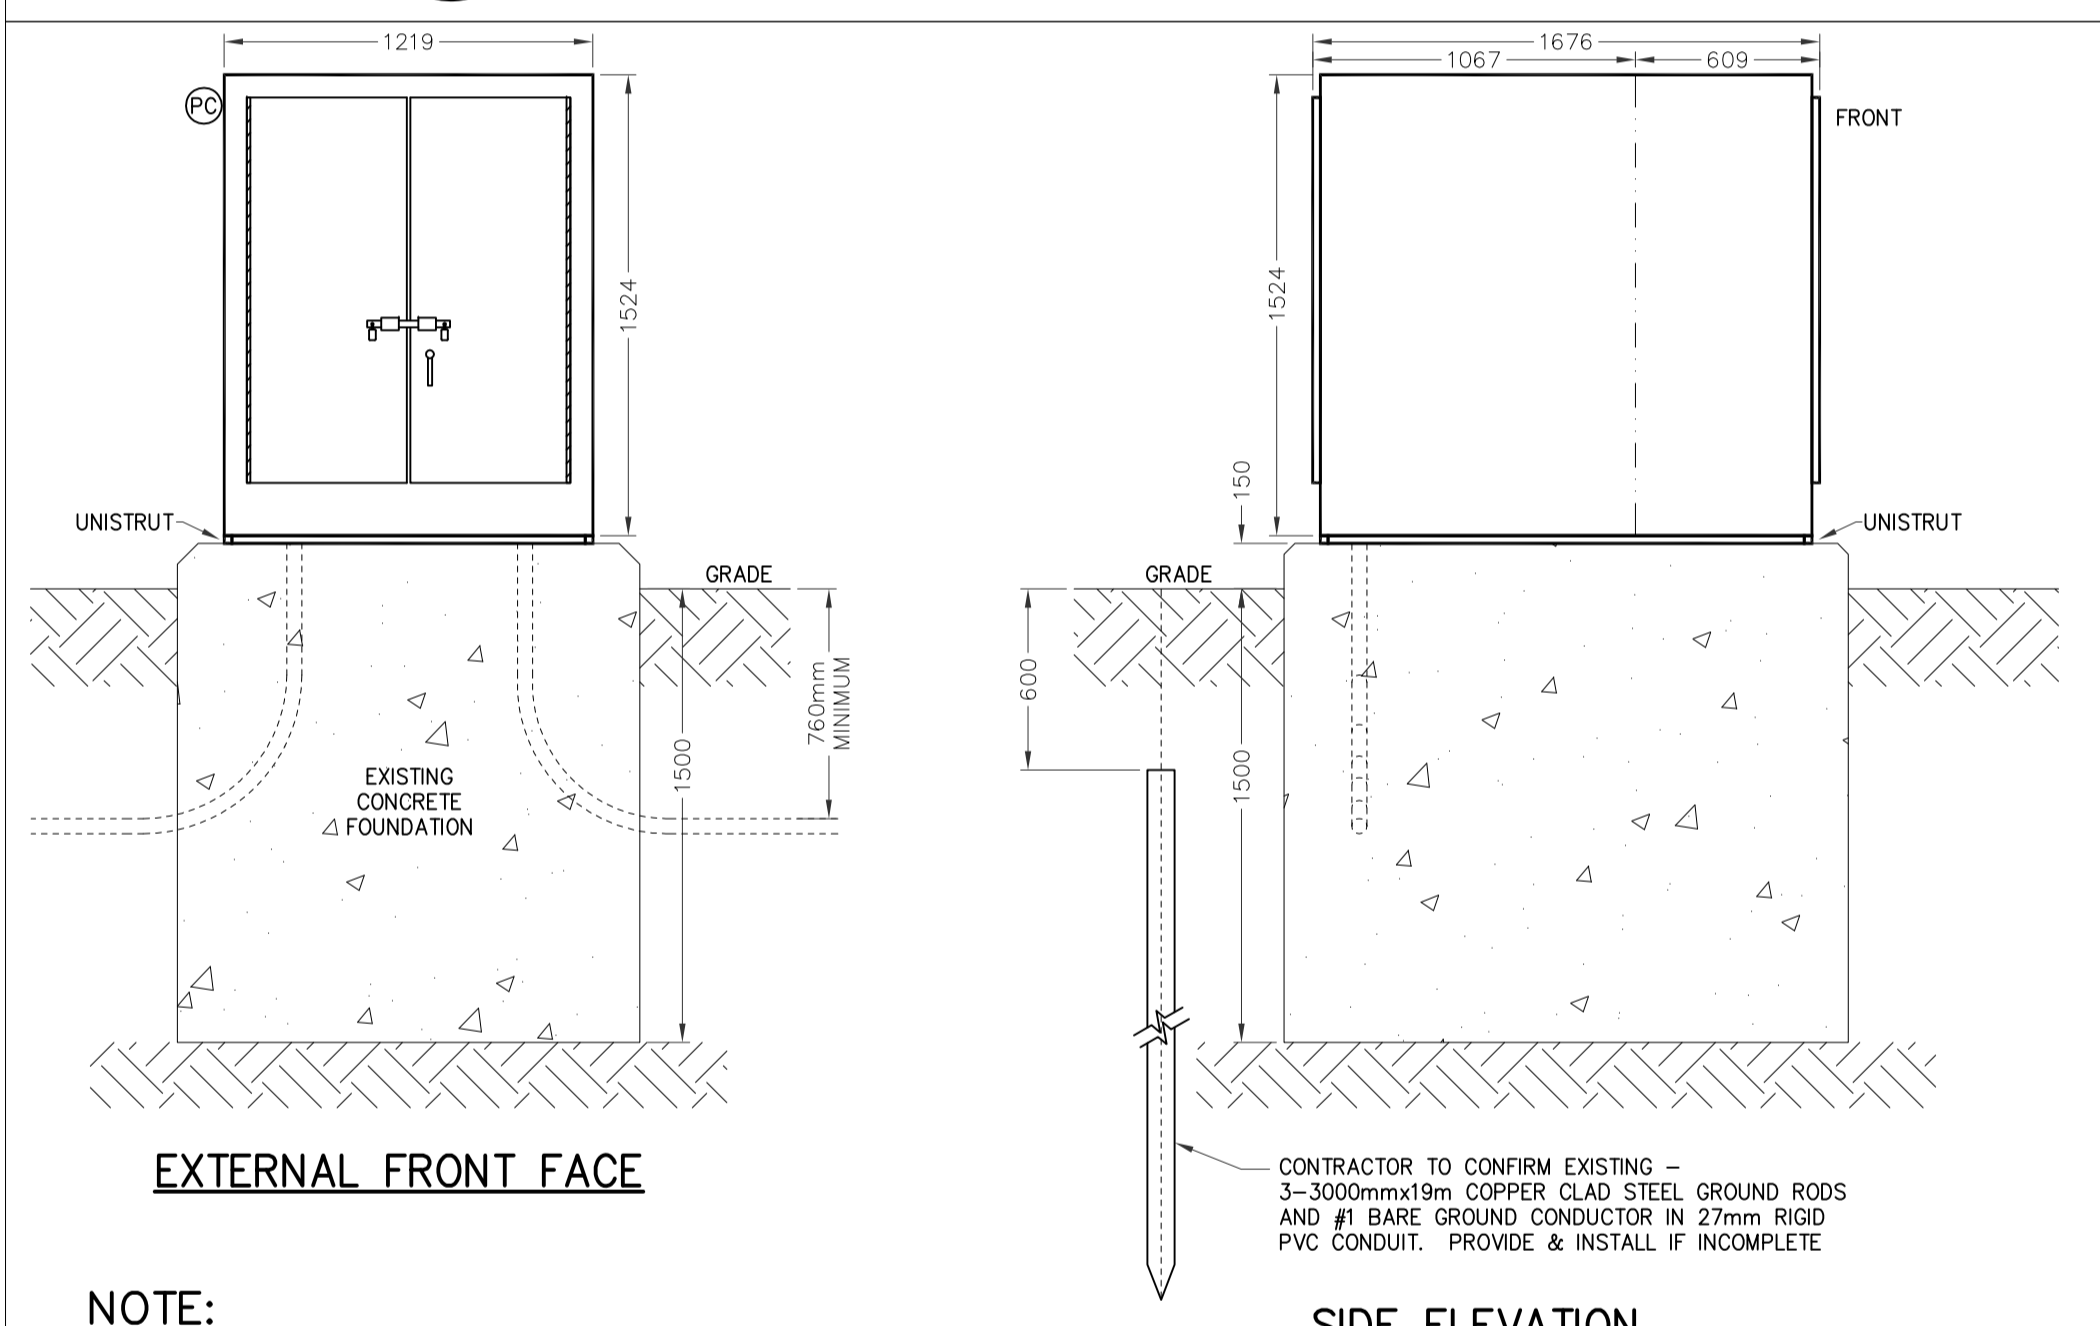 1219
PC
1524
UNISTRUT
GRADE
760mm
MINIMUM
1500
EXISTING
CONCRETE
FOUNDATION
EXTERNAL FRONT FACE
NOTE:
1676
1067
609
FRONT
1524
150
UNISTRUT
GRADE
600
1500
CONTRACTOR TO CONFIRM EXISTING –
3–3000mmx19m COPPER CLAD STEEL GROUND RODS
AND #1 BARE GROUND CONDUCTOR IN 27mm RIGID
PVC CONDUIT. PROVIDE & INSTALL IF INCOMPLETE
SIDE ELEVATION